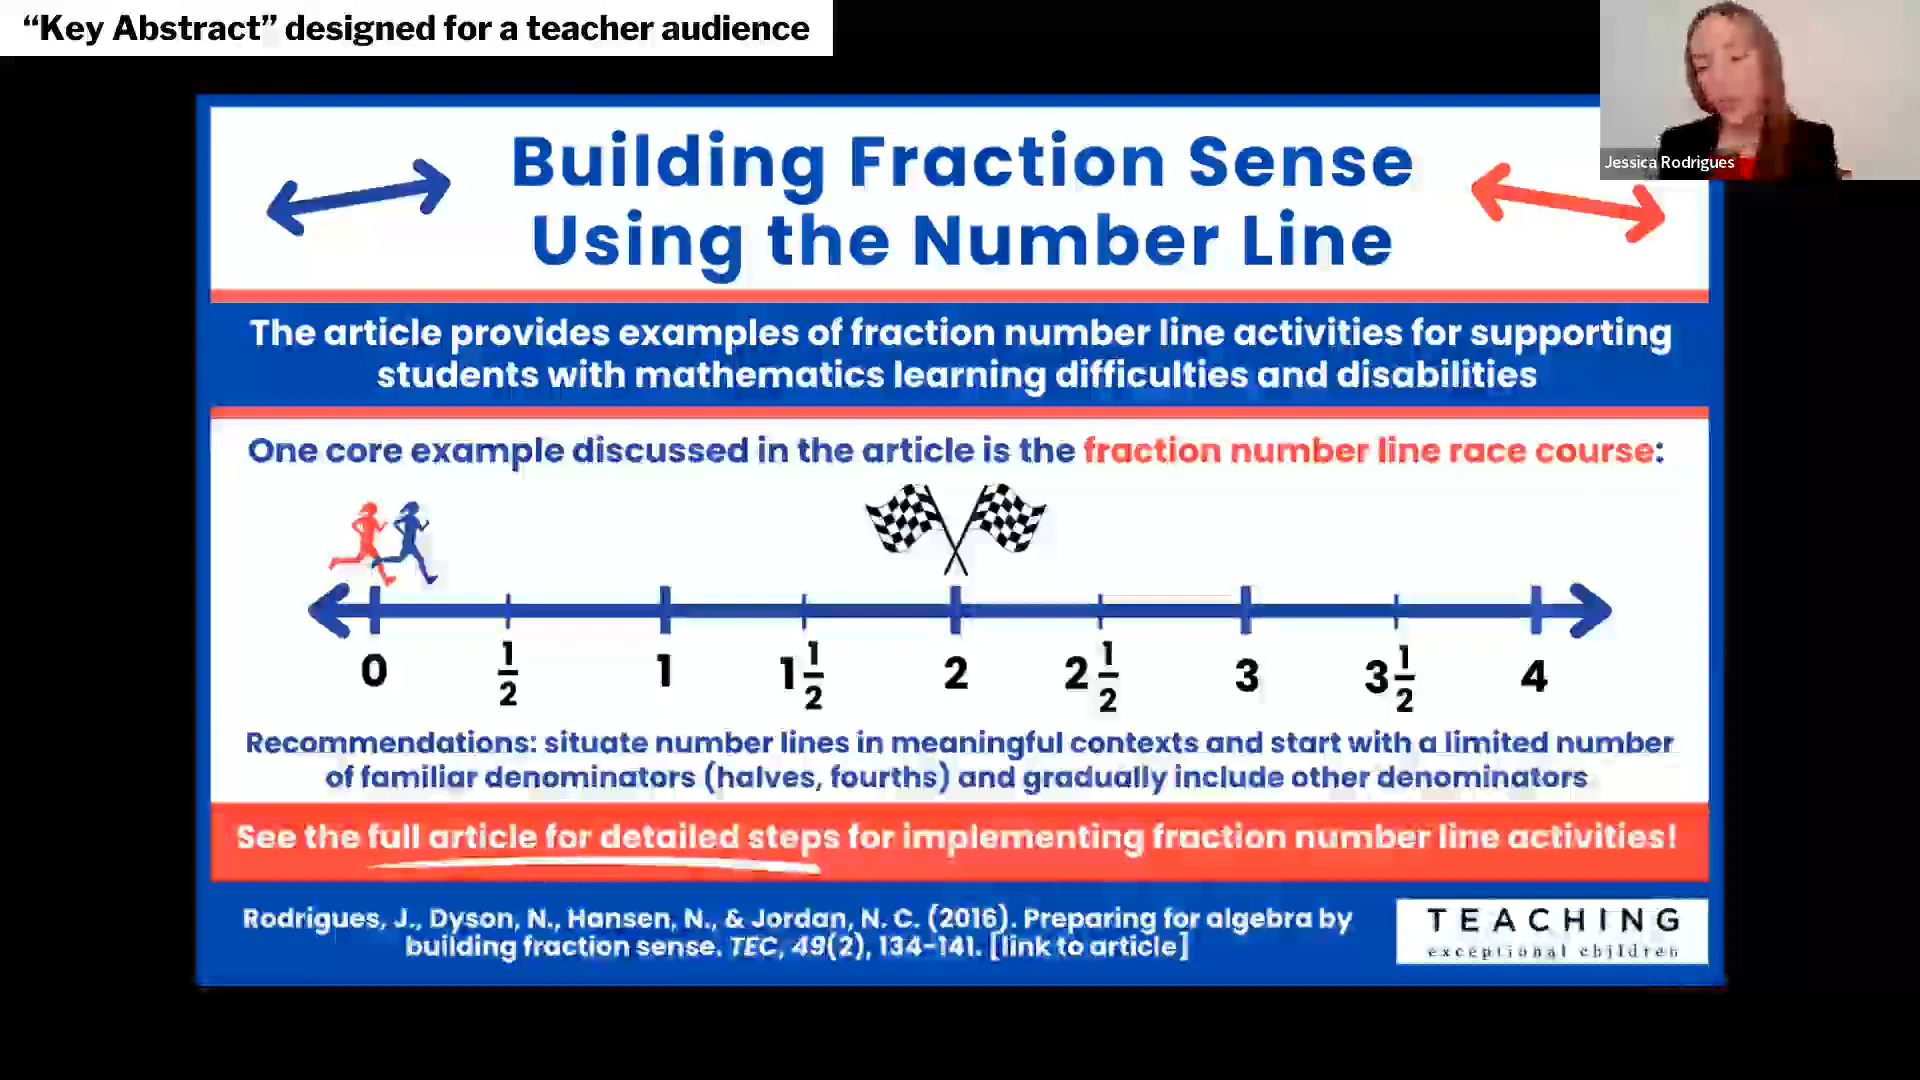 “Key Abstract” designed for a teacher audience
Jessica Rodrigues
Building Fraction Sense
Using the Number Line
The article provides examples of fraction number line activities for supporting
students with mathematics learning difficulties and disabilities
One core example discussed in the article is the fraction number line race course:
0 1/2 1 1 1/2 2 2 1/2 3 3 1/2 4
Recommendations: situate number lines in meaningful contexts and start with a limited number
of familiar denominators (halves, fourths) and gradually include other denominators
See the full article for detailed steps for implementing fraction number line activities!
Rodrigues, J., Dyson, N., Hansen, N., & Jordan, N. C. (2016). Preparing for algebra by
building fraction sense. TEC, 49(2), 134-141. [link to article]
TEACHING
exceptional children